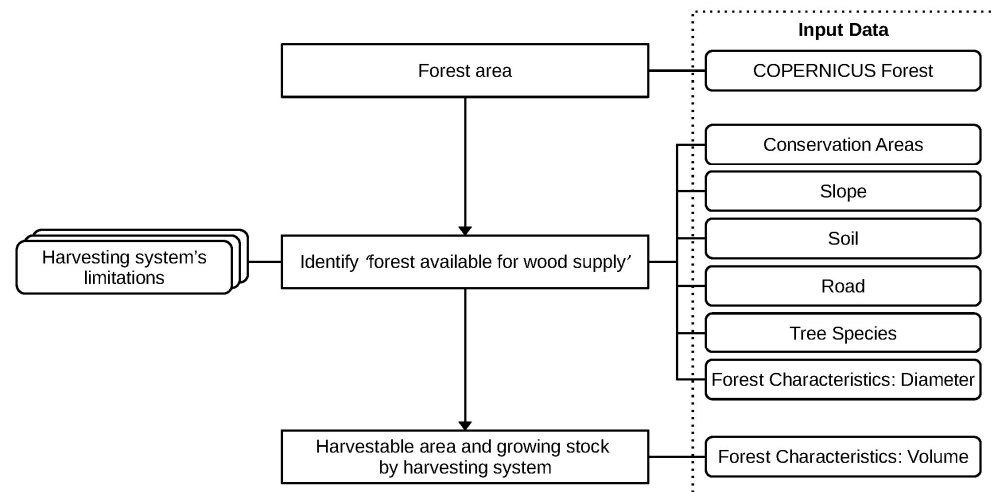 Input Data
Forest area
COPERNICUS Forest
Conservation Areas
Slope
Soil
Road
Tree Species
Forest Characteristics: Diameter
Harvesting system’s
limitations
Identify ‘forest available for wood supply’
Harvestable area and growing stock
by harvesting system
Forest Characteristics: Volume